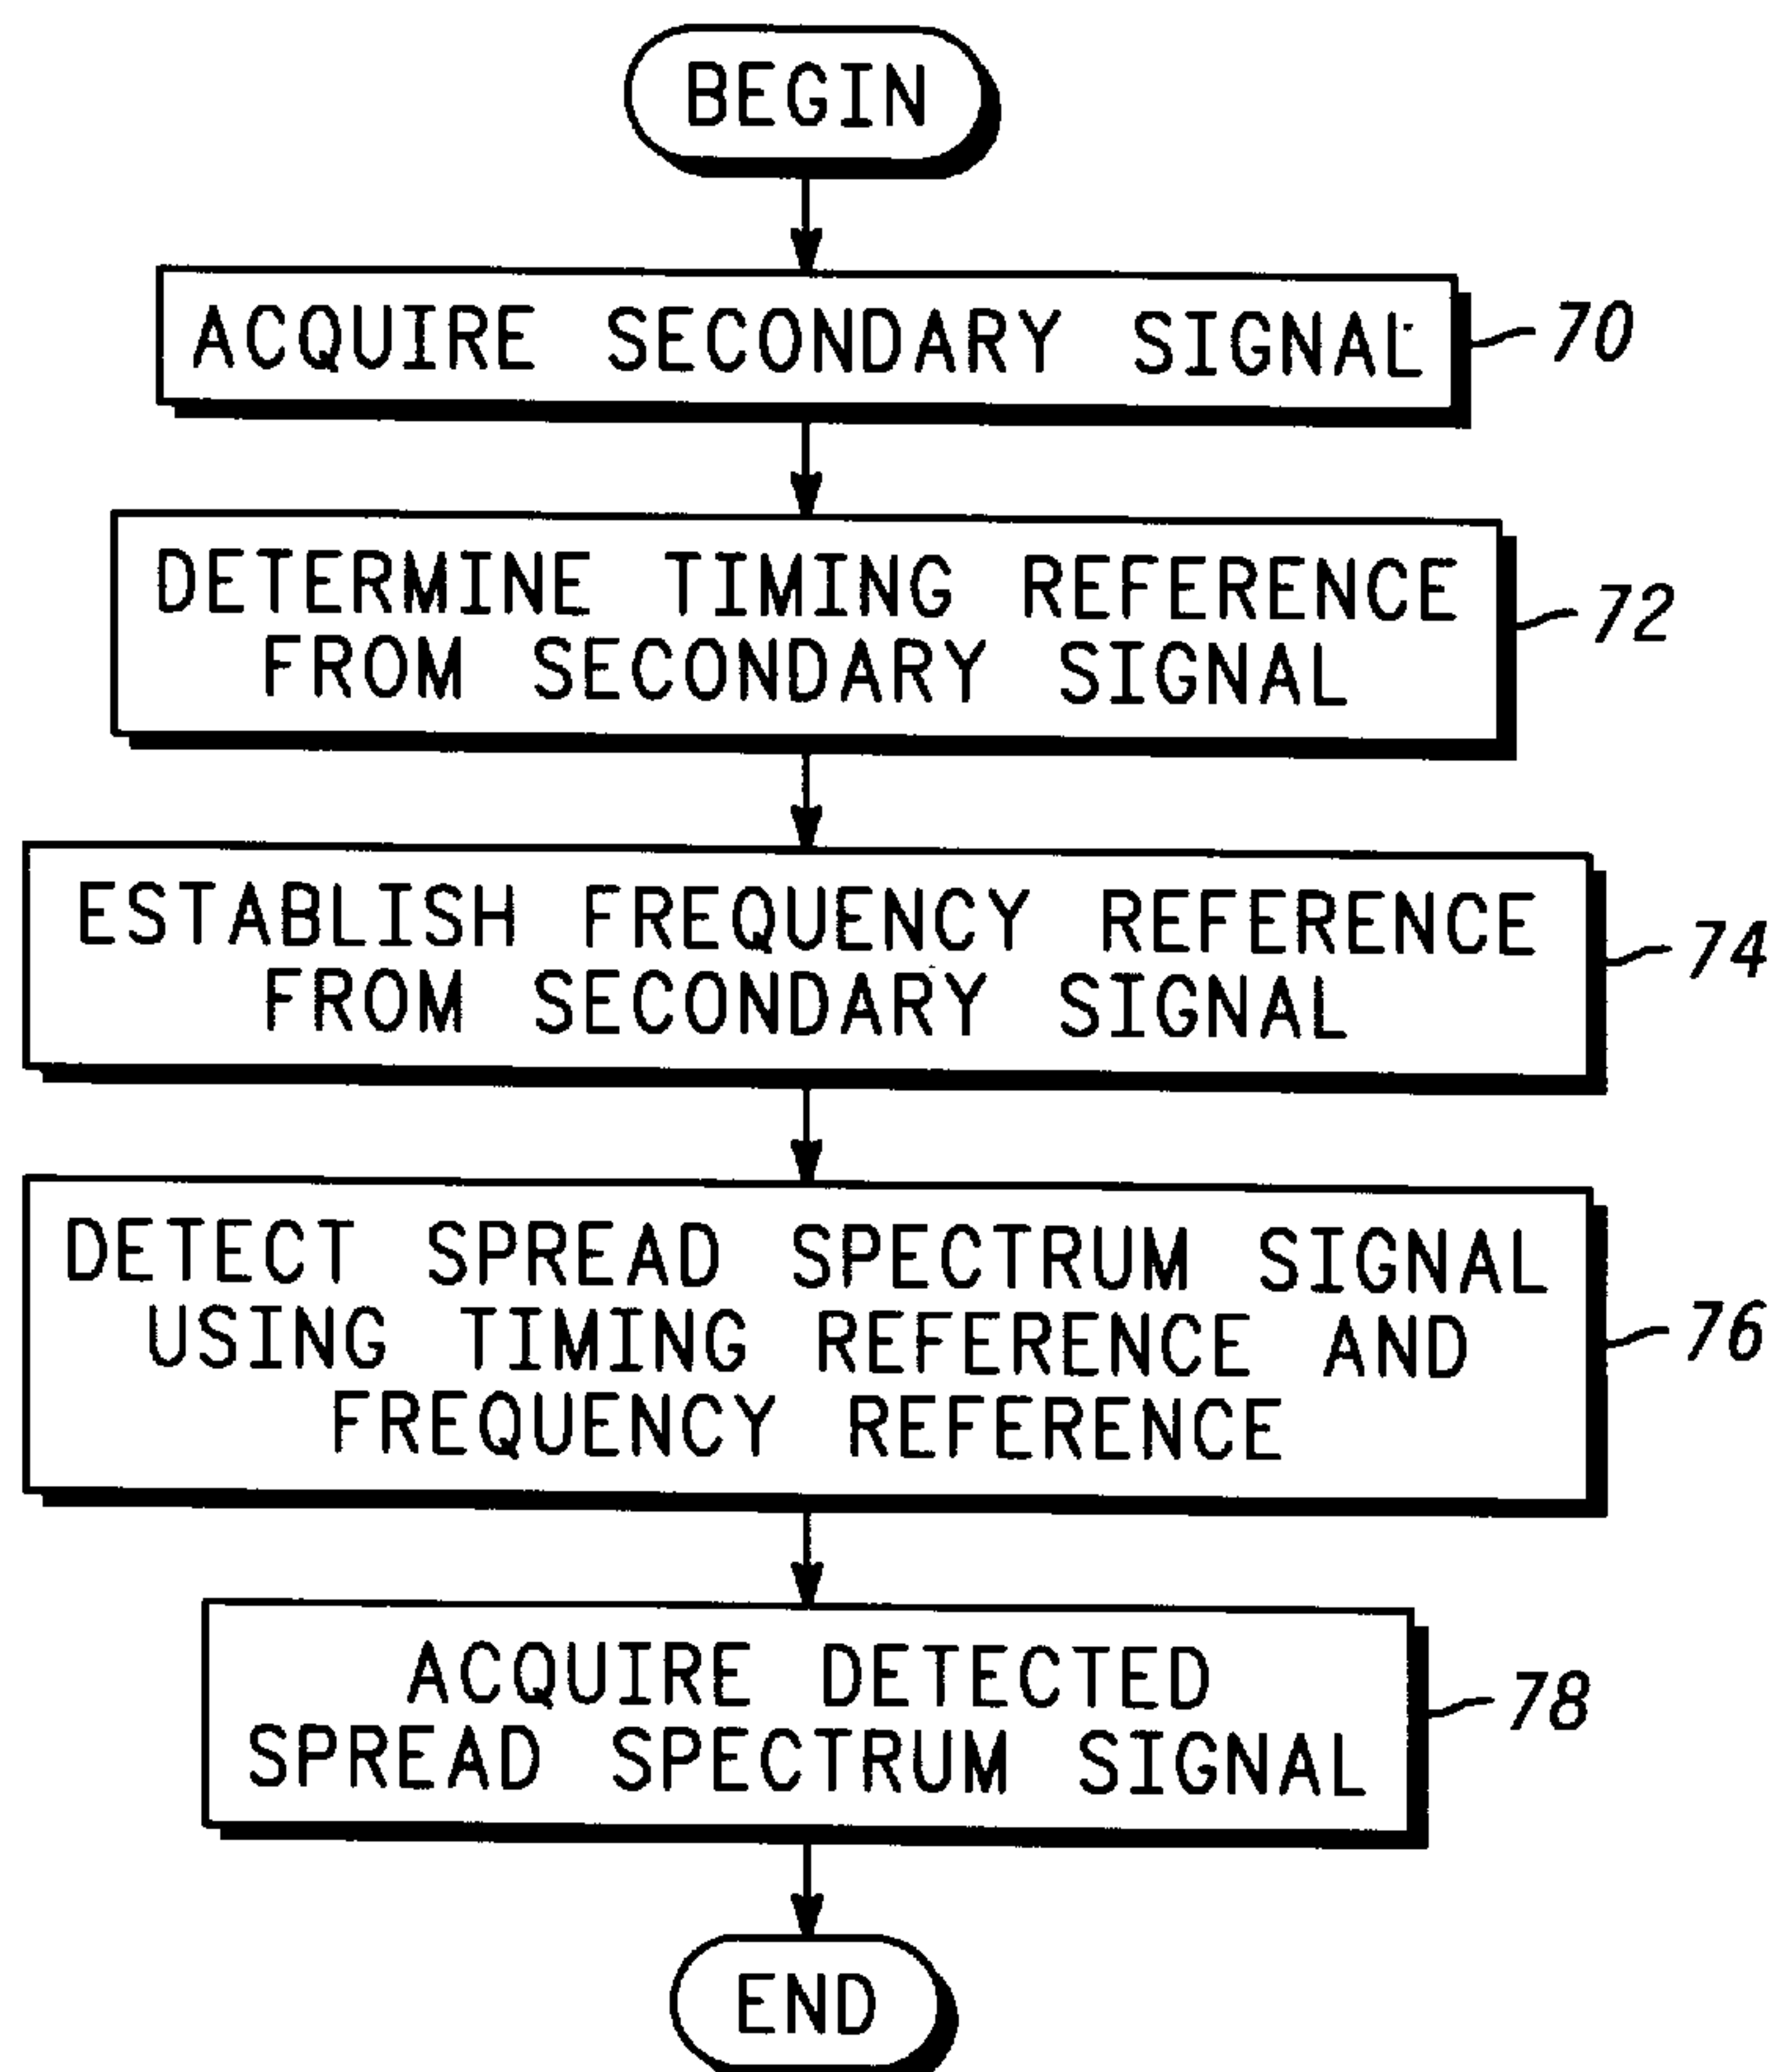 BEGIN
ACQUIRE SECONDARY SIGNAL
70
DETERMINE TIMING REFERENCE
FROM SECONDARY SIGNAL
72
ESTABLISH FREQUENCY REFERENCE
FROM SECONDARY SIGNAL
74
DETECT SPREAD SPECTRUM SIGNAL
USING TIMING REFERENCE AND
FREQUENCY REFERENCE
76
ACQUIRE DETECTED
SPREAD SPECTRUM SIGNAL
78
END